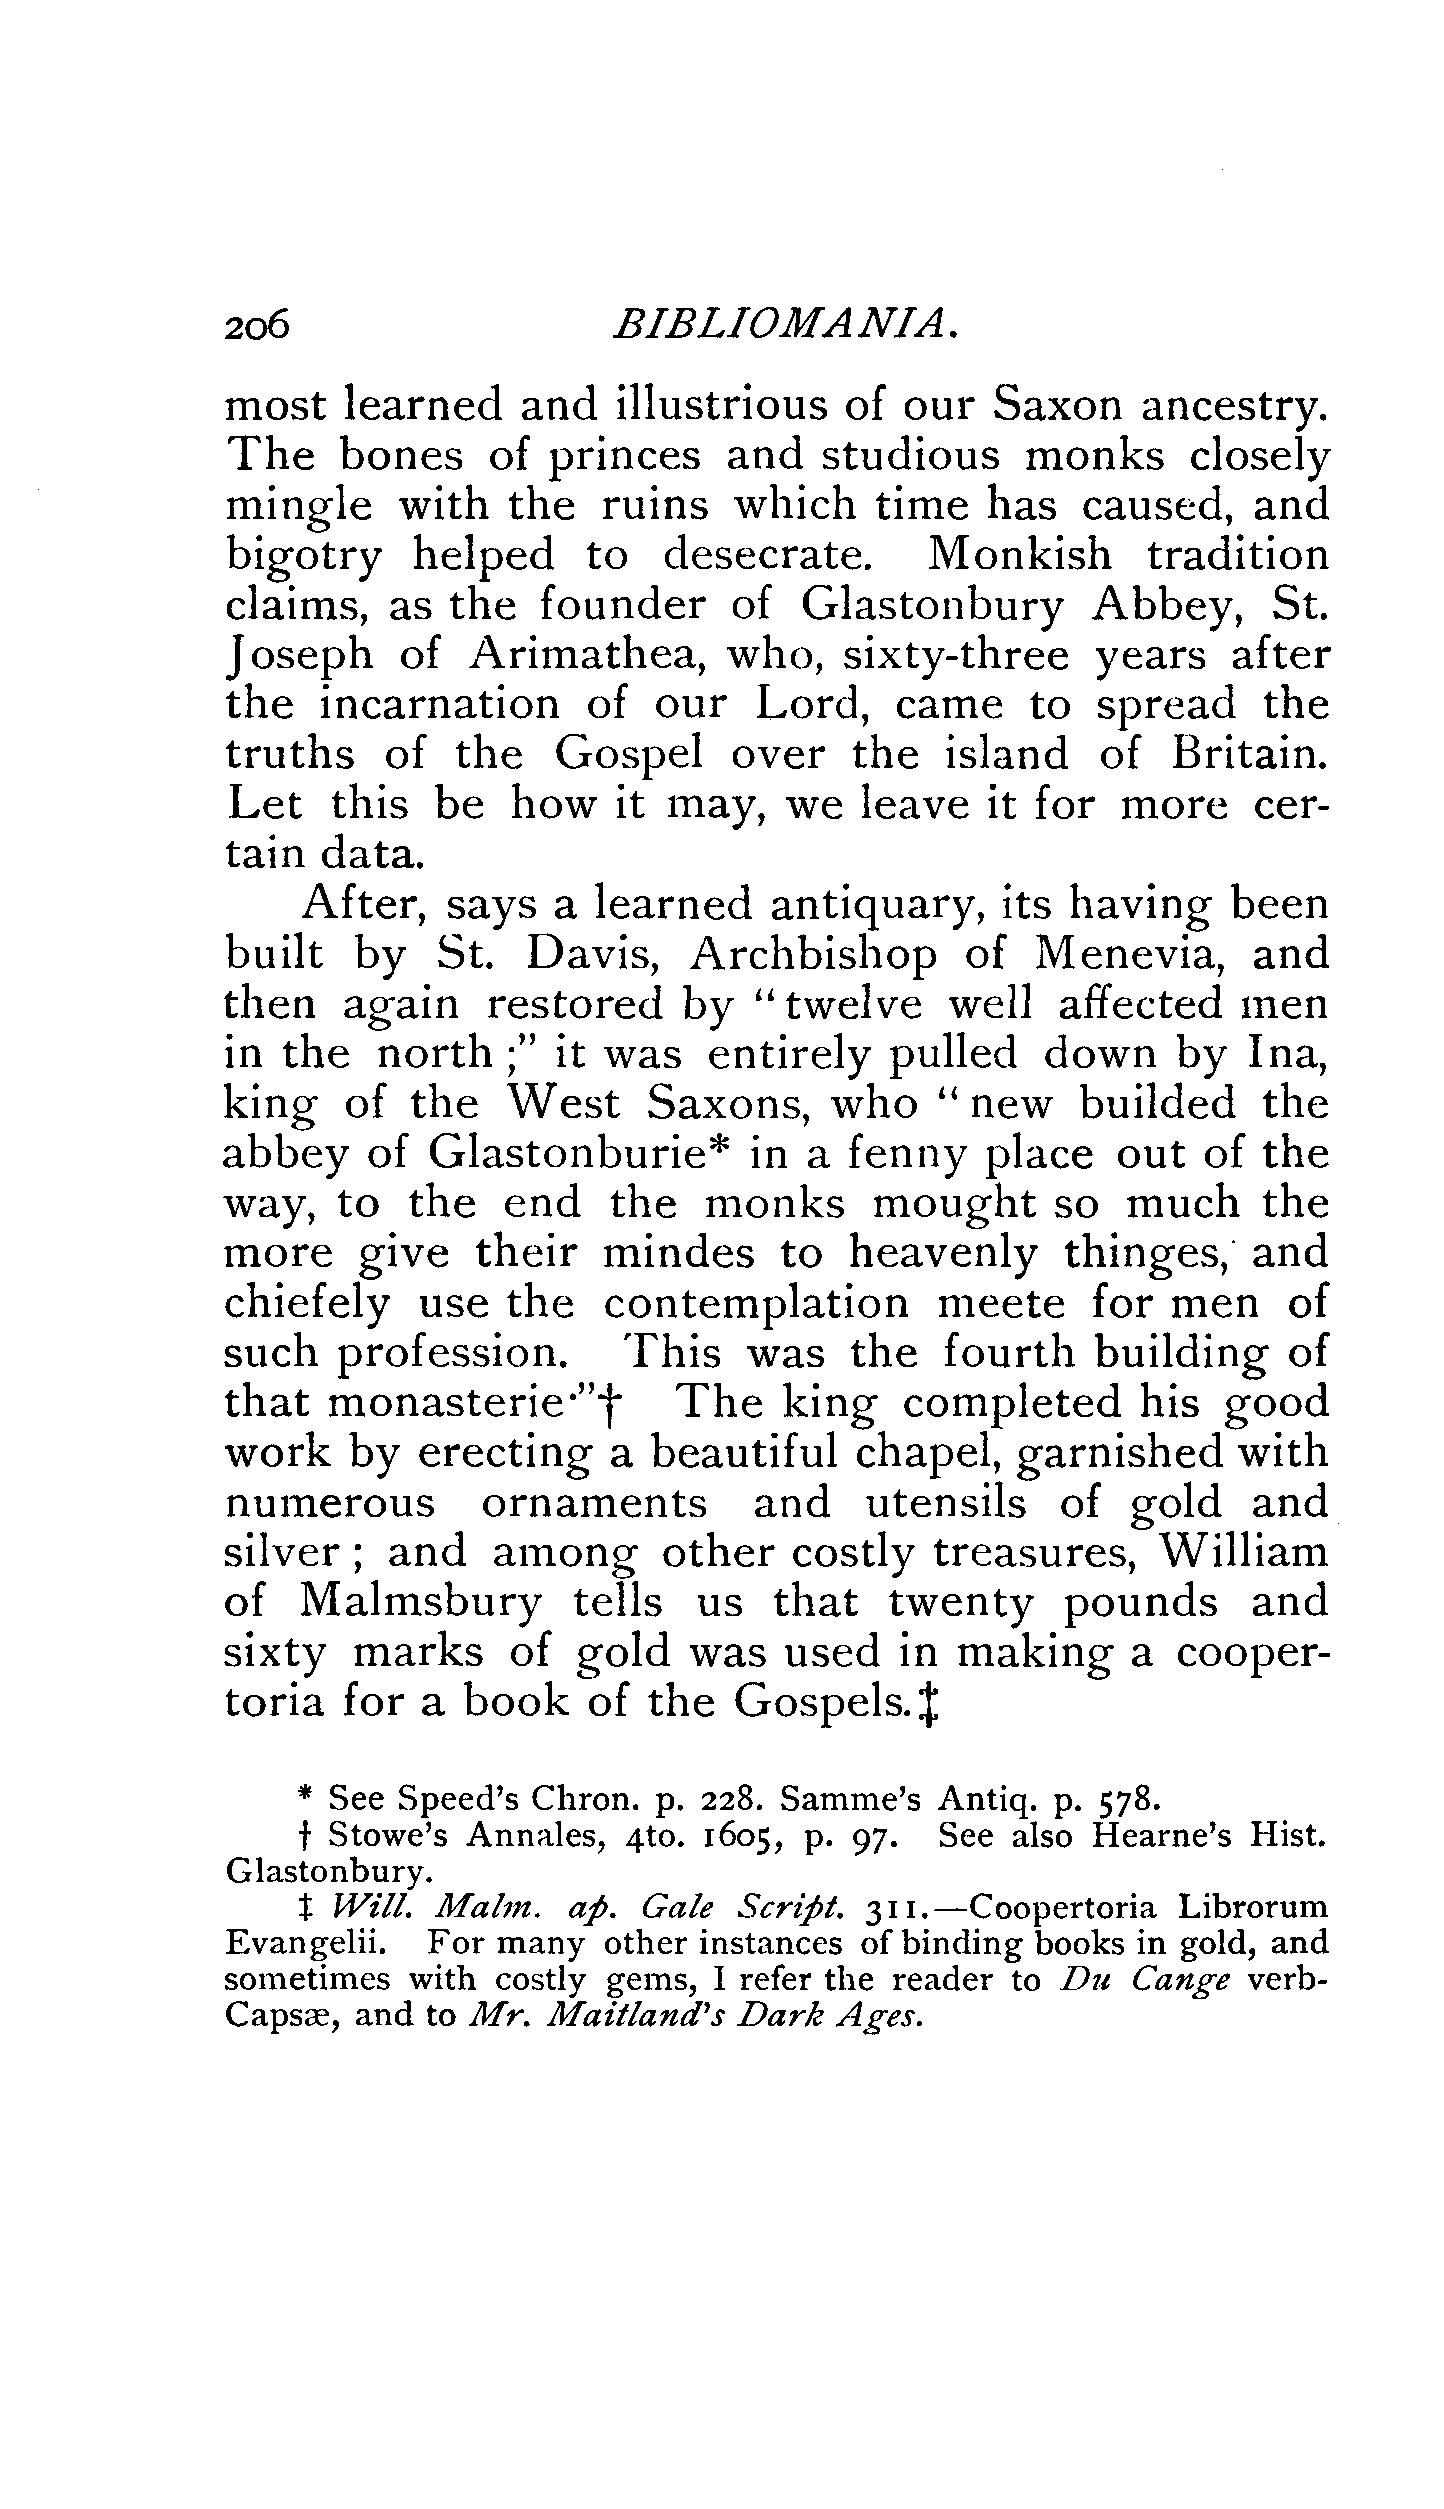 206 BIBLIOMANIA.
most learned and illustrious of our Saxon ancestry.
The bones of princes and studious monks closely
mingle with the ruins which time has caused, and
bigotry helped to desecrate. Monkish tradition
claims, as the founder of Glastonbury Abbey, St.
Joseph of Arimathea, who, sixty-three years after
the incarnation of our Lord, came to spread the
truths of the Gospel over the island of Britain.
Let this be how it may, we leave it for more cer-
tain data.
After, says a learned antiquary, its having been
built by St. Davis, Archbishop of Menevia, and
then again restored by “twelve well affected men
in the north ;” it was entirely pulled down by Ina,
king of the West Saxons, who “new builded the
abbey of Glastonburie* in a fenny place out of the
way, to the end the monks mought so much the
more give their mindes to heavenly thinges, and
chiefely use the contemplation meete for men of
such profession. This was the fourth building of
that monasterie.”† The king completed his good
work by erecting a beautiful chapel, garnished with
numerous ornaments and utensils of gold and
silver ; and among other costly treasures, William
of Malmsbury tells us that twenty pounds and
sixty marks of gold was used in making a cooper-
toria for a book of the Gospels.‡
* See Speed’s Chron. p. 228. Samme’s Antiq. p. 578.
† Stowe’s Annales, 4to. 1605, p. 97. See also Hearne’s Hist.
Glastonbury.
‡ Will. Malm. ap. Gale Script. 311.—Coopertoria Librorum
Evangelii. For many other instances of binding books in gold, and
sometimes with costly gems, I refer the reader to Du Cange verb-
Capsæ, and to Mr. Maitland’s Dark Ages.